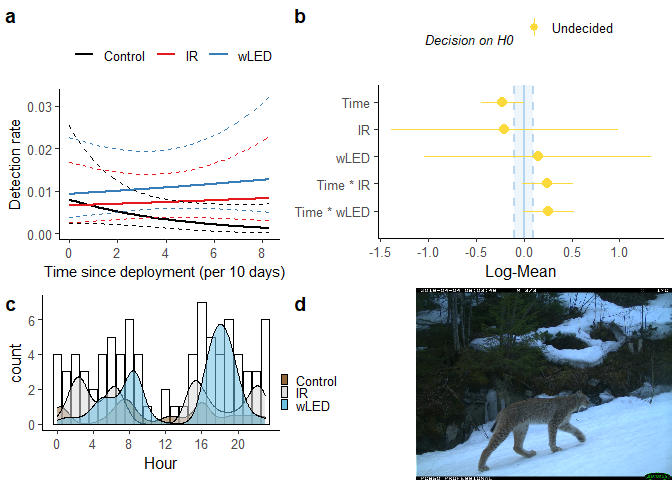 a
Control IR wLED
Detection rate
0.03
0.02
0.01
0.00
0 2 4 6 8
Time since deployment (per 10 days)
b
Decision on H0 Undecided
Time
IR
wLED
Time * IR
Time * wLED
-1.5 -1.0 -0.5 0.0 0.5 1.0
Log-Mean
c
count
6
4
2
0
0 4 8 12 16 20
Hour
Control
IR
wLED
d